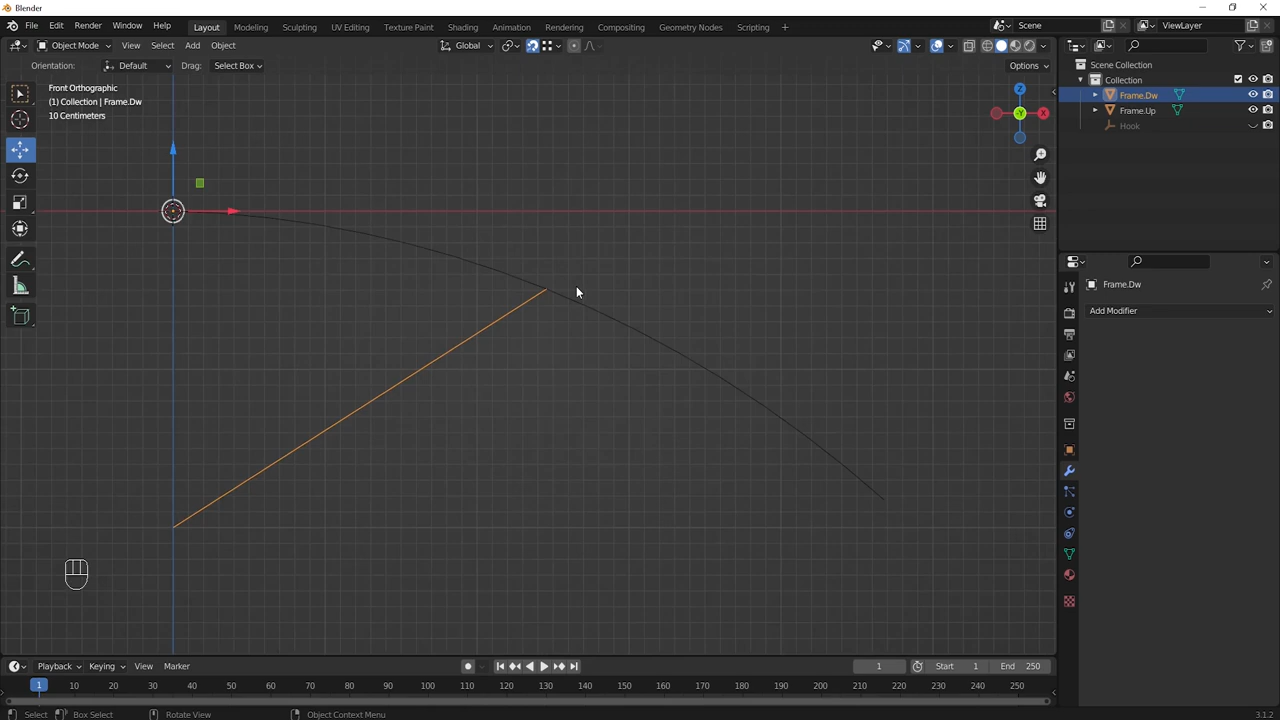 Blender
File Edit Render Window Help
Layout Modeling Sculpting UV Editing Texture Paint Shading Animation Rendering Compositing Geometry Nodes Scripting +
Scene
ViewLayer
Object Mode View Select Add Object
Global
Orientation: Default Drag: Select Box
Options
Front Orthographic
(1) Collection | Frame.Dw
10 Centimeters
Z
X
-Y
Scene Collection
Collection
Frame.Dw
Frame.Up
Hook
Frame.Dw
Add Modifier
Playback Keying View Marker
1
Start 1
End 250
1 10 20 30 40 50 60 70 80 90 100 110 120 130 140 150 160 170 180 190 200 210 220 230 240 250
Select Box Select Rotate View Object Context Menu
3.1.2